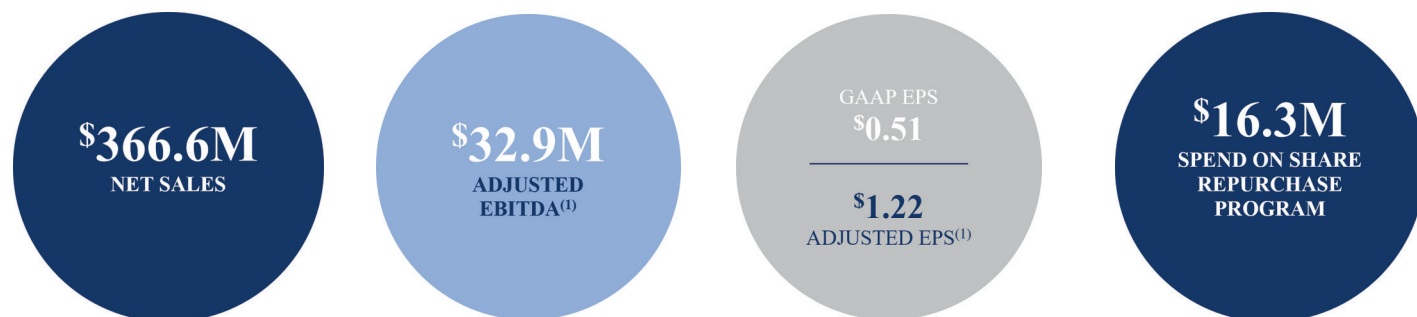 $366.6M
NET SALES
$32.9M
ADJUSTED
EBITDA(1)
GAAP EPS
$0.51
$1.22
ADJUSTED EPS(1)
$16.3M
SPEND ON SHARE
REPURCHASE
PROGRAM